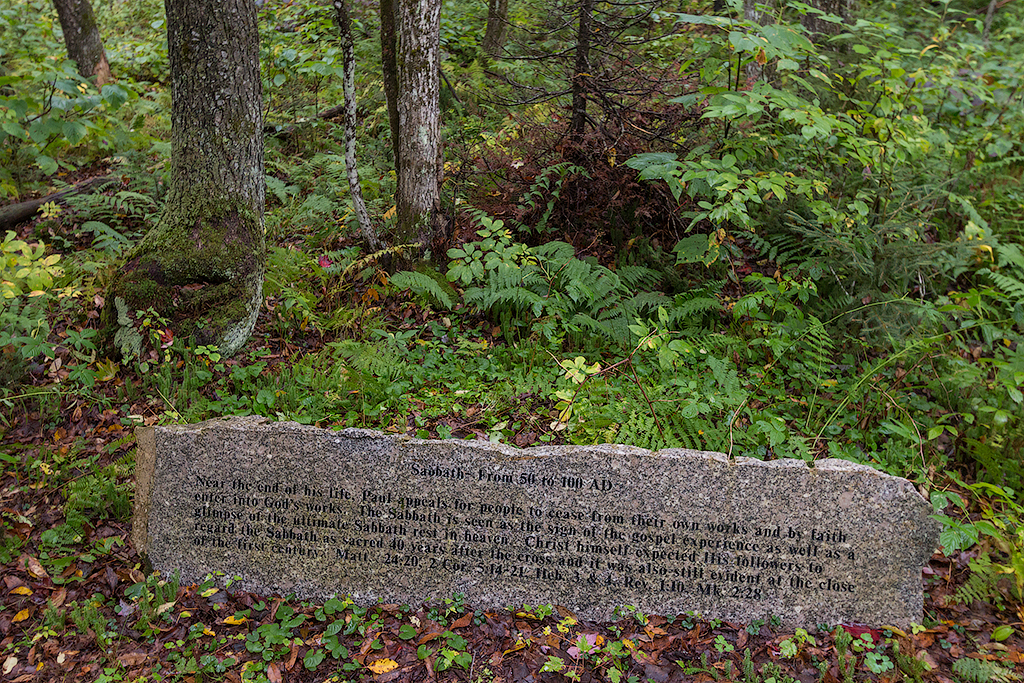 Sabbath- From 50 to 100 AD
Near the end of his life, Paul appeals for people to cease from their own works and by faith
enter into God's works. The Sabbath is seen as the sign of the gospel experience as well as a
glimpse of the ultimate Sabbath rest in heaven. Christ himself expected His followers to
regard the Sabbath as sacred 40 years after the cross and it was also still evident at the close
of the first century. Matt. 24:20, 2 Cor. 5:14-21, Heb. 3 & 4, Rev. 1:10, Mk. 2:28